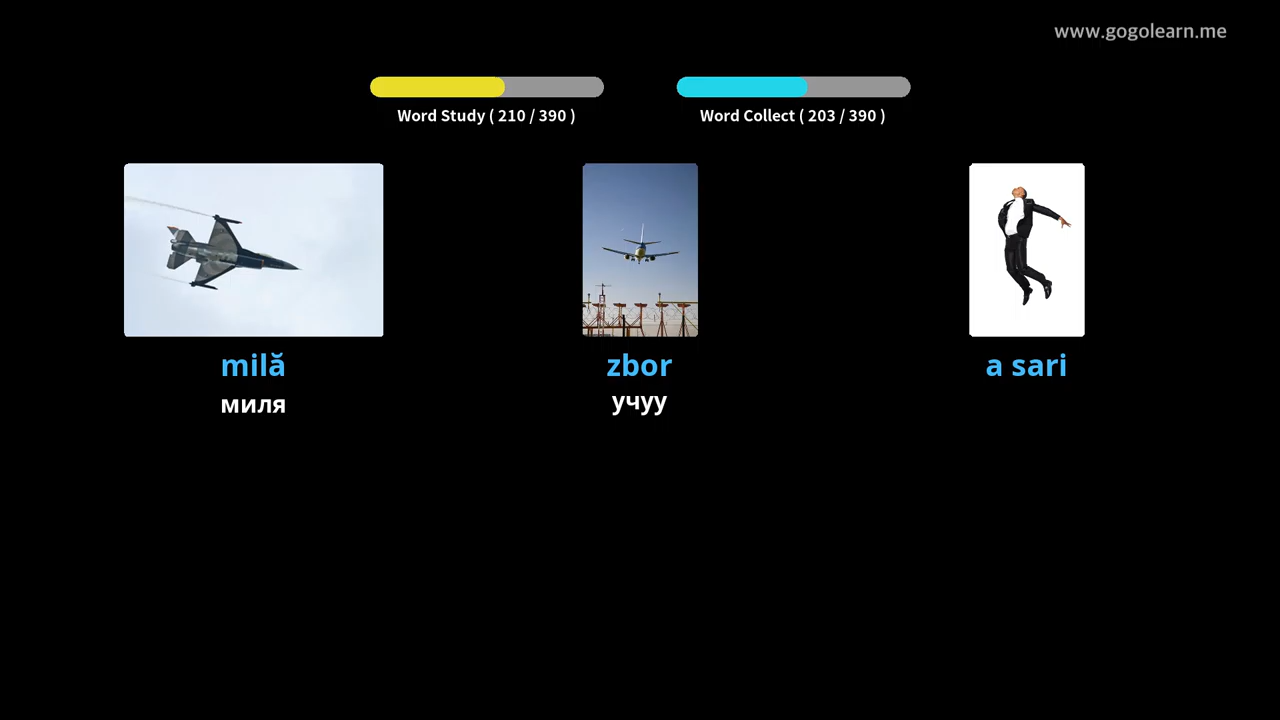 www.gogolearn.me
Word Study ( 210 / 390 )
Word Collect ( 203 / 390 )
milă
zbor
a sari
миля
учуу